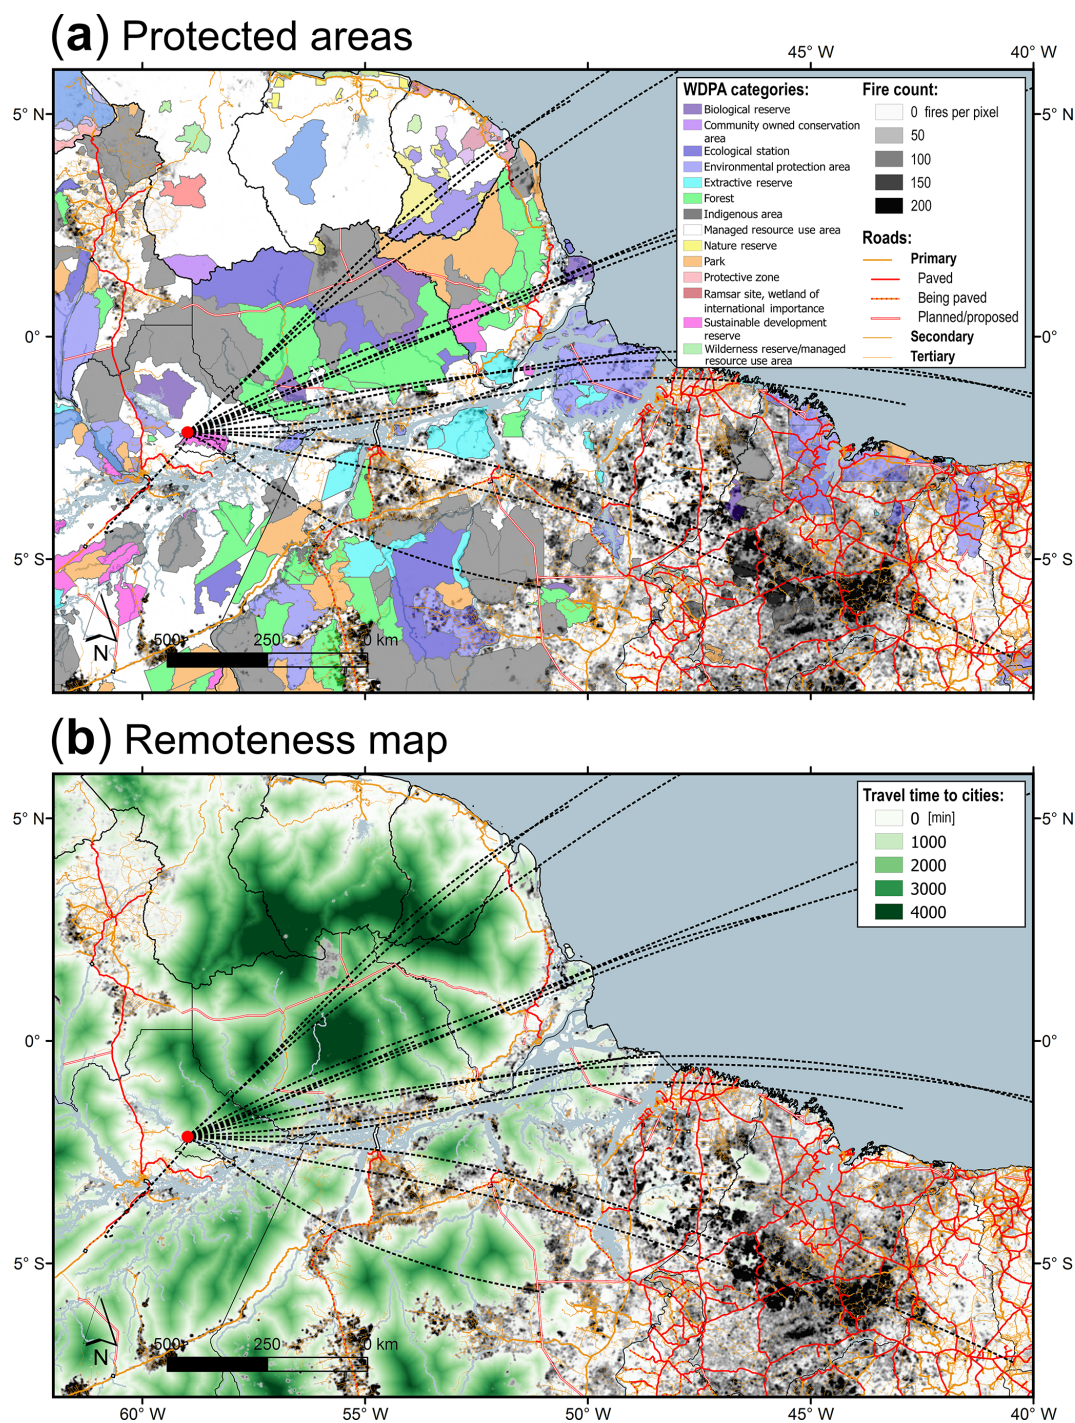 (a) Protected areas
45° W
40° W
5° N
5° N
0°
0°
5° S
5° S
WDPA categories:
Biological reserve
Community owned conservation
area
Ecological station
Environmental protection area
Extractive reserve
Forest
Indigenous area
Managed resource use area
Nature reserve
Park
Protective zone
Ramsar site, wetland of
international importance
Sustainable development
reserve
Wilderness reserve/managed
resource use area
Fire count:
0 fires per pixel
50
100
150
200
Roads:
Primary
Paved
Being paved
Planned/proposed
Secondary
Tertiary
N
500
250
0 km
(b) Remoteness map
Travel time to cities:
0 [min]
1000
2000
3000
4000
5° N
5° N
0°
0°
5° S
5° S
N
500
250
0 km
60° W
55° W
50° W
45° W
40° W